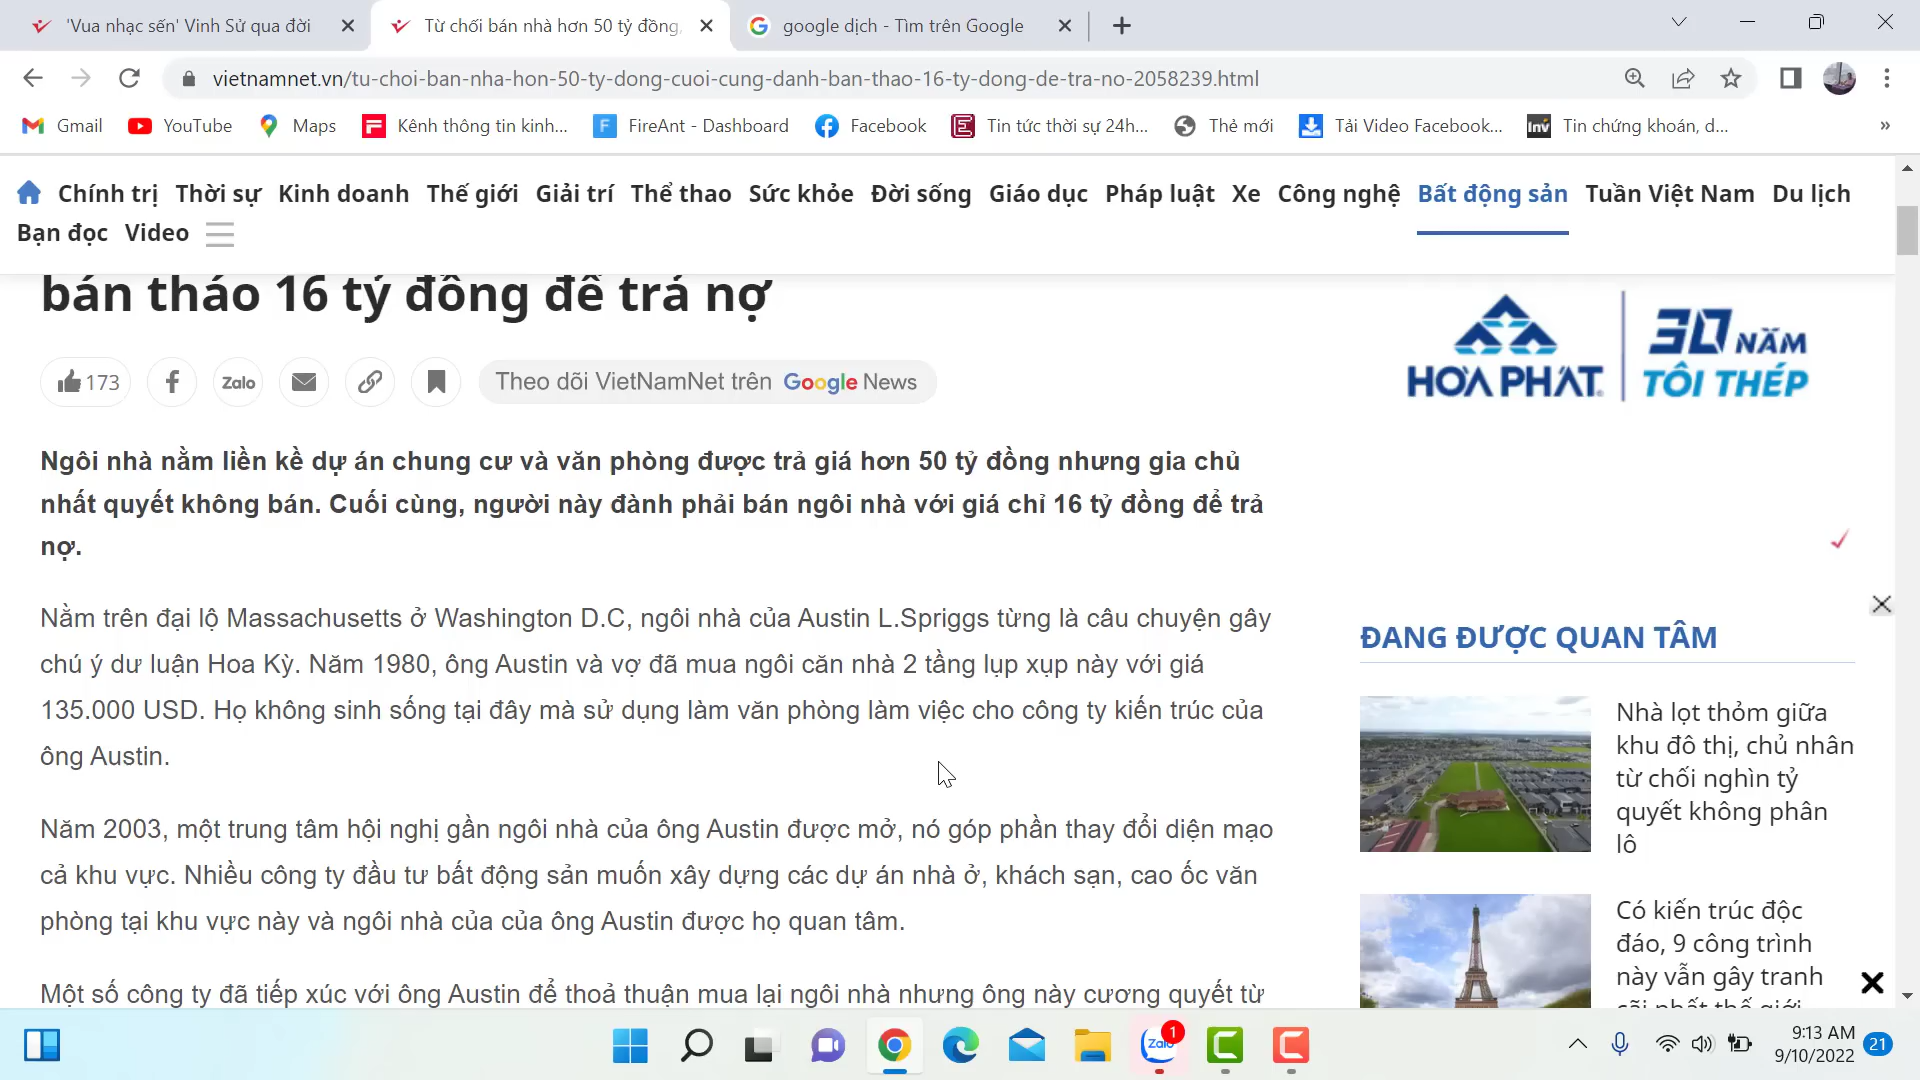 'Vua nhạc sến' Vinh Sử qua đời
Từ chối bán nhà hơn 50 tỷ đồng,
google dịch - Tìm trên Google
vietnamnet.vn/tu-choi-ban-nha-hon-50-ty-dong-cuoi-cung-danh-ban-thao-16-ty-dong-de-tra-no-2058239.html
Gmail
YouTube
Maps
Kênh thông tin kinh...
FireAnt - Dashboard
Facebook
Tin tức thời sự 24h...
Thẻ mới
Tải Video Facebook...
Inv
Tin chứng khoán, d...
»
Chính trị Thời sự Kinh doanh Thế giới Giải trí Thể thao Sức khỏe Đời sống Giáo dục Pháp luật Xe Công nghệ Bất động sản Tuần Việt Nam Du lịch
Bạn đọc Video
bán tháo 16 tỷ đồng để trả nợ
173
Zalo
Theo dõi VietNamNet trên Google News
HÒA PHÁT
30 NĂM
TÔI THÉP
Ngôi nhà nằm liền kề dự án chung cư và văn phòng được trả giá hơn 50 tỷ đồng nhưng gia chủ
nhất quyết không bán. Cuối cùng, người này đành phải bán ngôi nhà với giá chỉ 16 tỷ đồng để trả
nợ.
Nằm trên đại lộ Massachusetts ở Washington D.C, ngôi nhà của Austin L.Spriggs từng là câu chuyện gây
chú ý dư luận Hoa Kỳ. Năm 1980, ông Austin và vợ đã mua ngôi căn nhà 2 tầng lụp xụp này với giá
135.000 USD. Họ không sinh sống tại đây mà sử dụng làm văn phòng làm việc cho công ty kiến trúc của
ông Austin.
Năm 2003, một trung tâm hội nghị gần ngôi nhà của ông Austin được mở, nó góp phần thay đổi diện mạo
cả khu vực. Nhiều công ty đầu tư bất động sản muốn xây dựng các dự án nhà ở, khách sạn, cao ốc văn
phòng tại khu vực này và ngôi nhà của của ông Austin được họ quan tâm.
Một số công ty đã tiếp xúc với ông Austin để thoả thuận mua lại ngôi nhà nhưng ông này cương quyết từ
ĐANG ĐƯỢC QUAN TÂM
Nhà lọt thỏm giữa
khu đô thị, chủ nhân
từ chối nghìn tỷ
quyết không phân
lô
Có kiến trúc độc
đáo, 9 công trình
này vẫn gây tranh
cãi nhất thế giới
Zalo
1
9:13 AM
9/10/2022
21